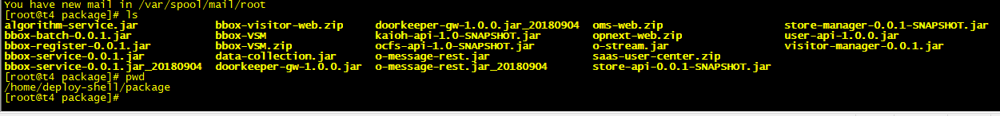 You have new mail in /var/spool/mail/root
[root@t4 package]# ls
algorithm-service.jar bbox-visitor-web.zip doorkeeper-gw-1.0.0.jar_20180904 oms-web.zip store-manager-0.0.1-SNAPSHOT.jar
bbox-batch-0.0.1.jar bbox-VSM kaioh-api-1.0-SNAPSHOT.jar opnext-web.zip user-api-1.0.0.jar
bbox-register-0.0.1.jar bbox-VSM.zip ocfs-api-1.0-SNAPSHOT.jar o-stream.jar visitor-manager-0.0.1.jar
bbox-service-0.0.1.jar data-collection.jar o-message-rest.jar saas-user-center.zip
bbox-service-0.0.1.jar_20180904 doorkeeper-gw-1.0.0.jar o-message-rest.jar_20180904 store-api-0.0.1-SNAPSHOT.jar
[root@t4 package]# pwd
/home/deploy-shell/package
[root@t4 package]#